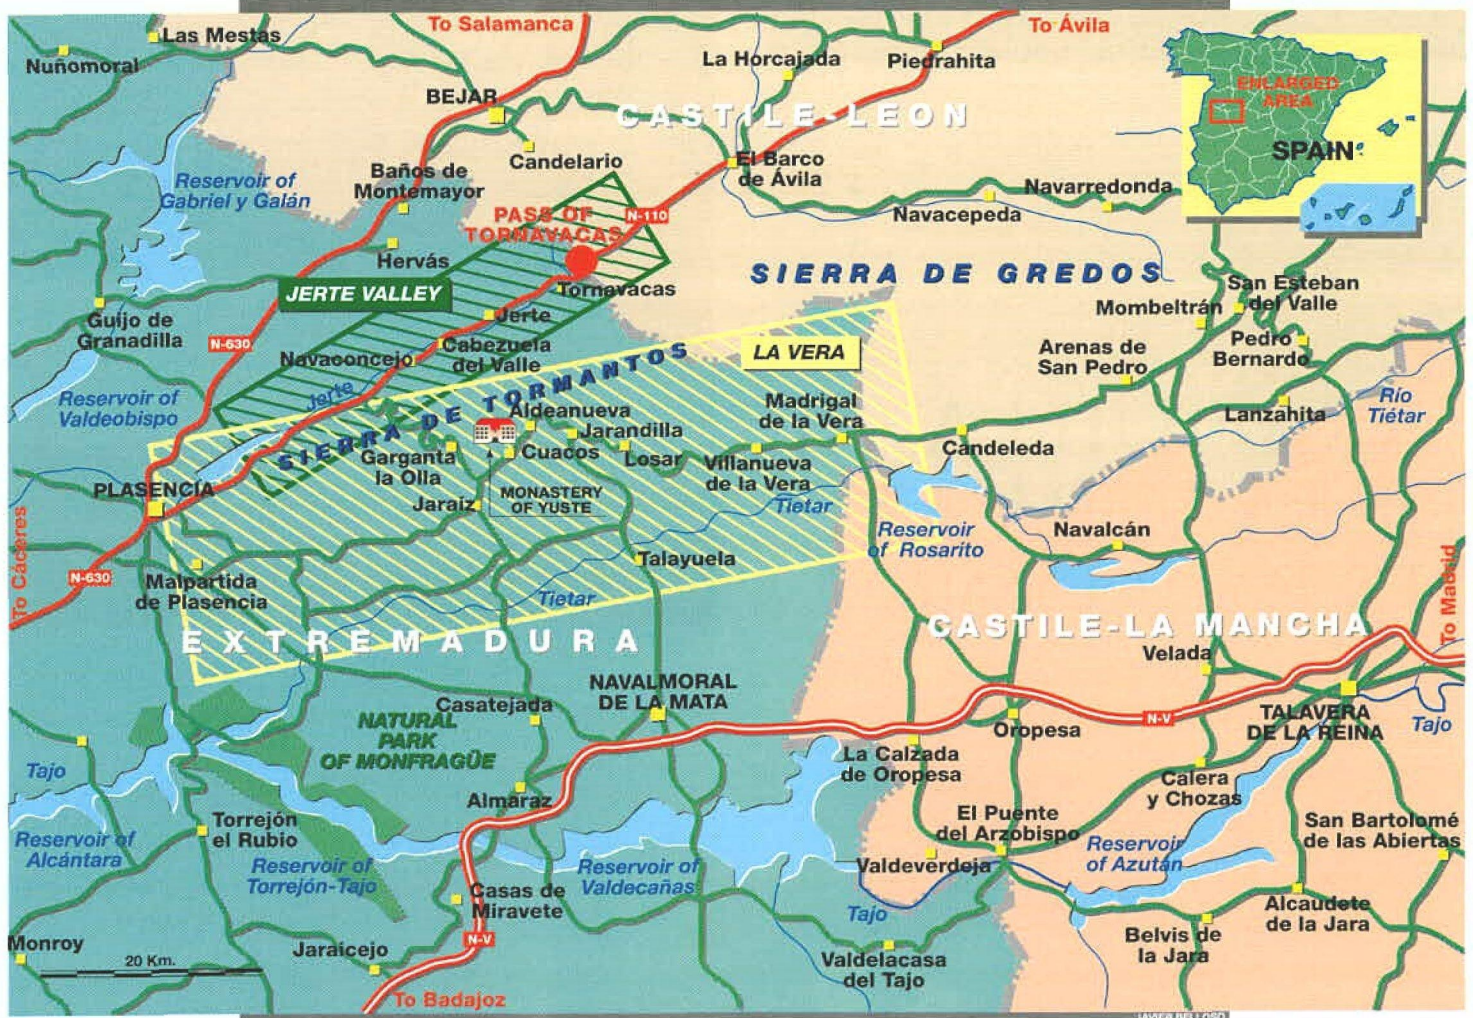 To Salamanca
To Ávila
Las Mestas
Nuñomoral
La Horcajada
Piedrahita
ENLARGED
AREA
SPAIN
BEJAR
CASTILE-LEON
Candelario
El Barco
de Ávila
Baños de
Montemayor
Reservoir of
Gabriel y Galán
Navarredonda
Navacepeda
PASS OF
TORNAVACAS
N-110
Hervás
SIERRA DE GREDOS
JERTE VALLEY
Tornavacas
San Esteban
del Valle
Mombeltrán
Guijo de
Granadilla
Jerte
N-630
Navaconcejo
Cabezuela
del Valle
LA VERA
Arenas de
San Pedro
Pedro
Bernardo
Reservoir of
Valdeobispo
Jerte
SIERRA DE TORMANTOS
Río
Tiétar
Lanzahita
Madrigal
de la Vera
Aldeanueva
Jarandilla
Cuacos
Losar
Garganta
la Olla
Villanueva
de la Vera
Candeleda
PLASENCIA
Jaraiz
MONASTERY
OF YUSTE
Tietar
Reservoir
of Rosarito
Navalcán
To Cáceres
N-630
Malpartida
de Plasencia
Talayuela
Tietar
To Madrid
EXTREMADURA
CASTILE-LA MANCHA
Velada
NAVALMORAL
DE LA MATA
Casatejada
NATURAL
PARK
OF MONFRAGÜE
N-V
Oropesa
TALAVERA
DE LA REINA
Tajo
La Calzada
de Oropesa
Tajo
Calera
y Chozas
Almaraz
Torrejón
el Rubio
El Puente
del Arzobispo
San Bartolomé
de las Abiertas
Reservoir of
Alcántara
Reservoir of
Torrejón-Tajo
Reservoir of
Valdecañas
Valdeverdeja
Reservoir
of Azután
Casas de
Miravete
Tajo
Alcaudete
de la Jara
Monroy
Jaraicejo
N-V
Belvis de
la Jara
20 Km.
Valdelacasa
del Tajo
To Badajoz
JAVIER BELLOSO